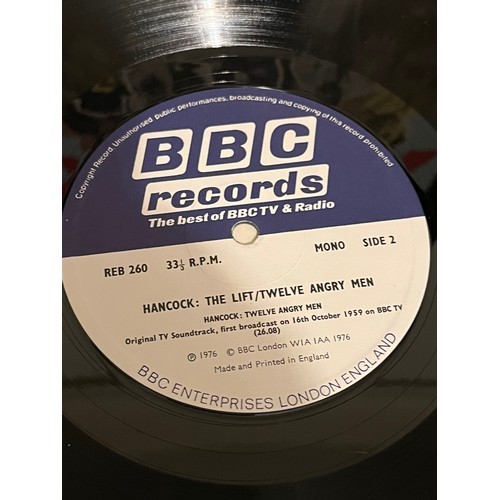 Copyright Record. Unauthorised public performances, broadcasting and copying of this record prohibited
BBC
records
The best of BBC TV & Radio
REB 260 33⅓ R.P.M. MONO SIDE 2
HANCOCK: THE LIFT/TWELVE ANGRY MEN
HANCOCK: TWELVE ANGRY MEN
Original TV Soundtrack, first broadcast on 16th October 1959 on BBC TV
(26.08)
℗ 1976 © BBC London W1A 1AA 1976
Made and Printed in England
BBC ENTERPRISES LONDON ENGLAND